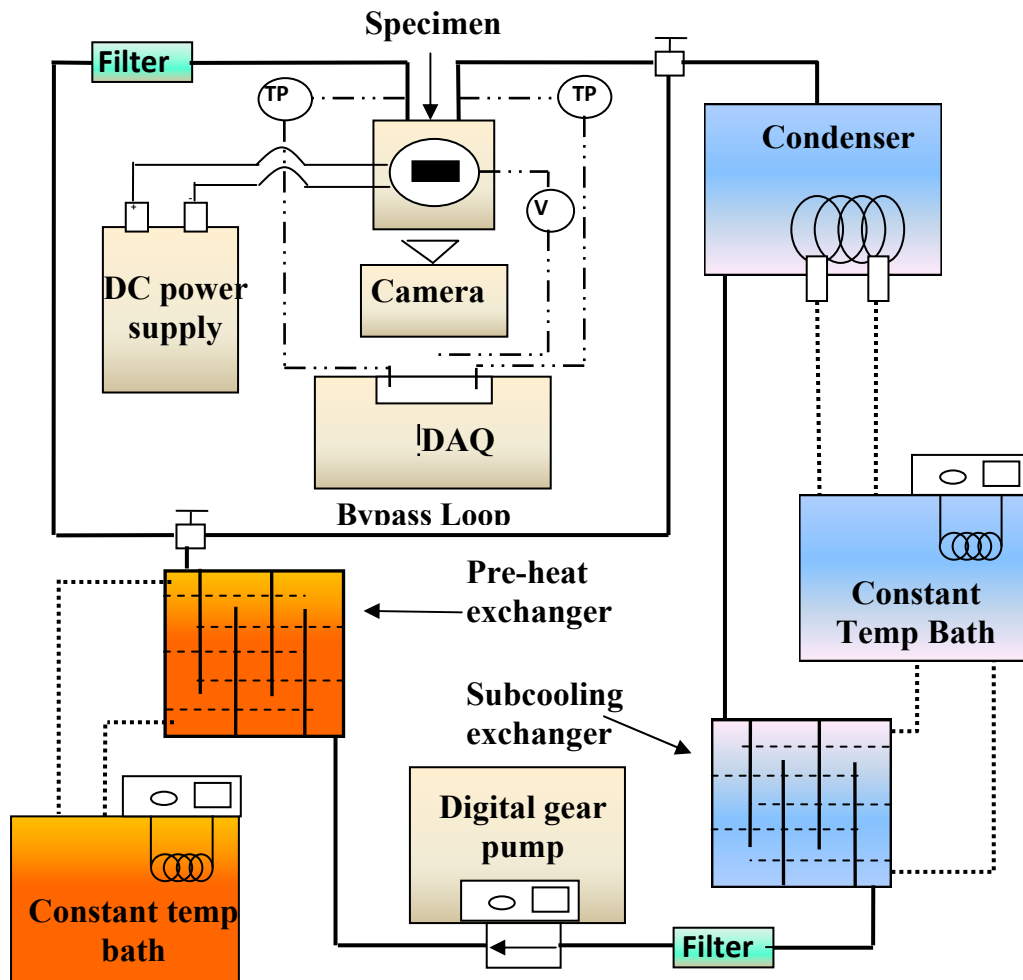 Specimen
Filter
TP
TP
Condenser
+
-
V
DC power
supply
Camera
DAQ
Bypass Loop
Pre-heat
exchanger
Constant
Temp Bath
Subcooling
exchanger
Digital gear
pump
Constant temp
bath
Filter